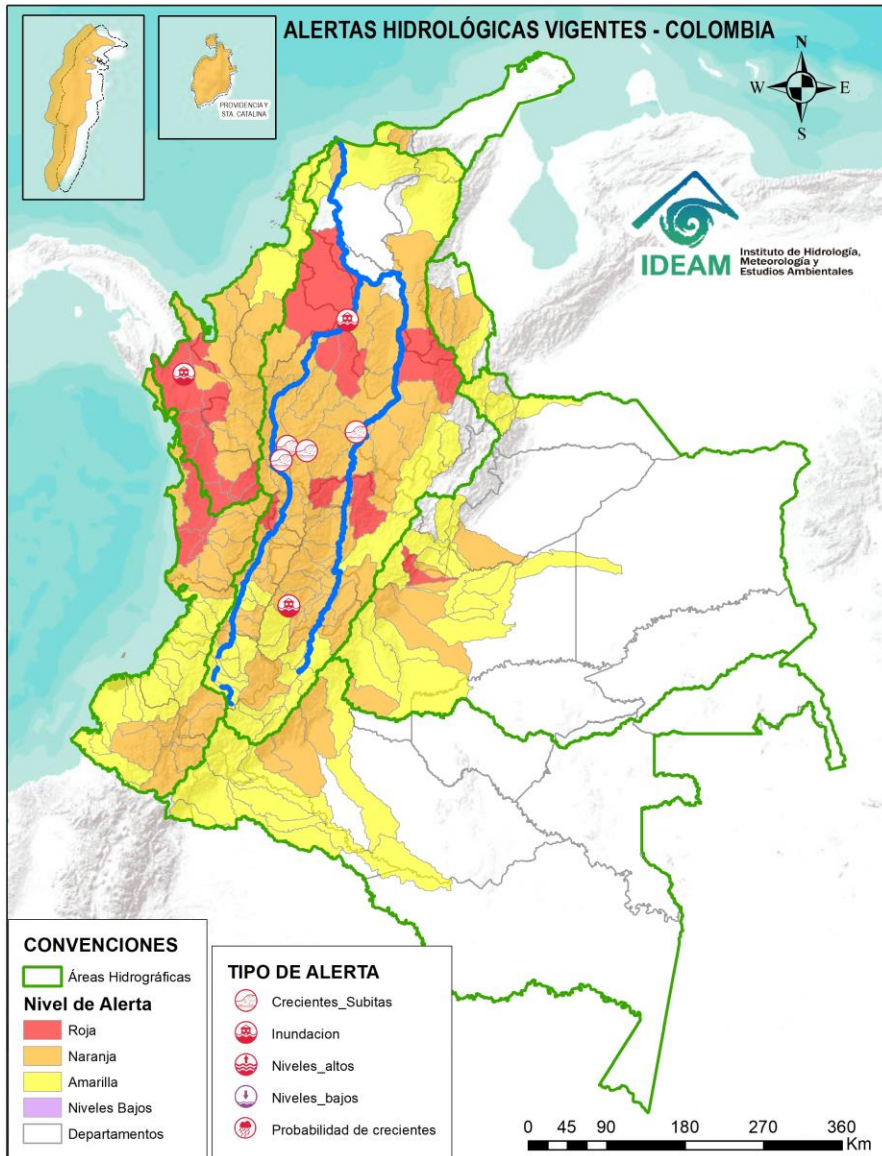 ALERTAS HIDROLÓGICAS VIGENTES - COLOMBIA
PROVIDENCIA Y
STA. CATALINA
N
W
E
S
IDEAM
Instituto de Hidrología,
Meteorología y
Estudios Ambientales
CONVENCIONES
Áreas Hidrográficas
Nivel de Alerta
Roja
Naranja
Amarilla
Niveles Bajos
Departamentos
TIPO DE ALERTA
Crecientes_Subitas
Inundacion
Niveles_altos
Niveles_bajos
Probabilidad de crecientes
0 45 90 180 270 360
Km